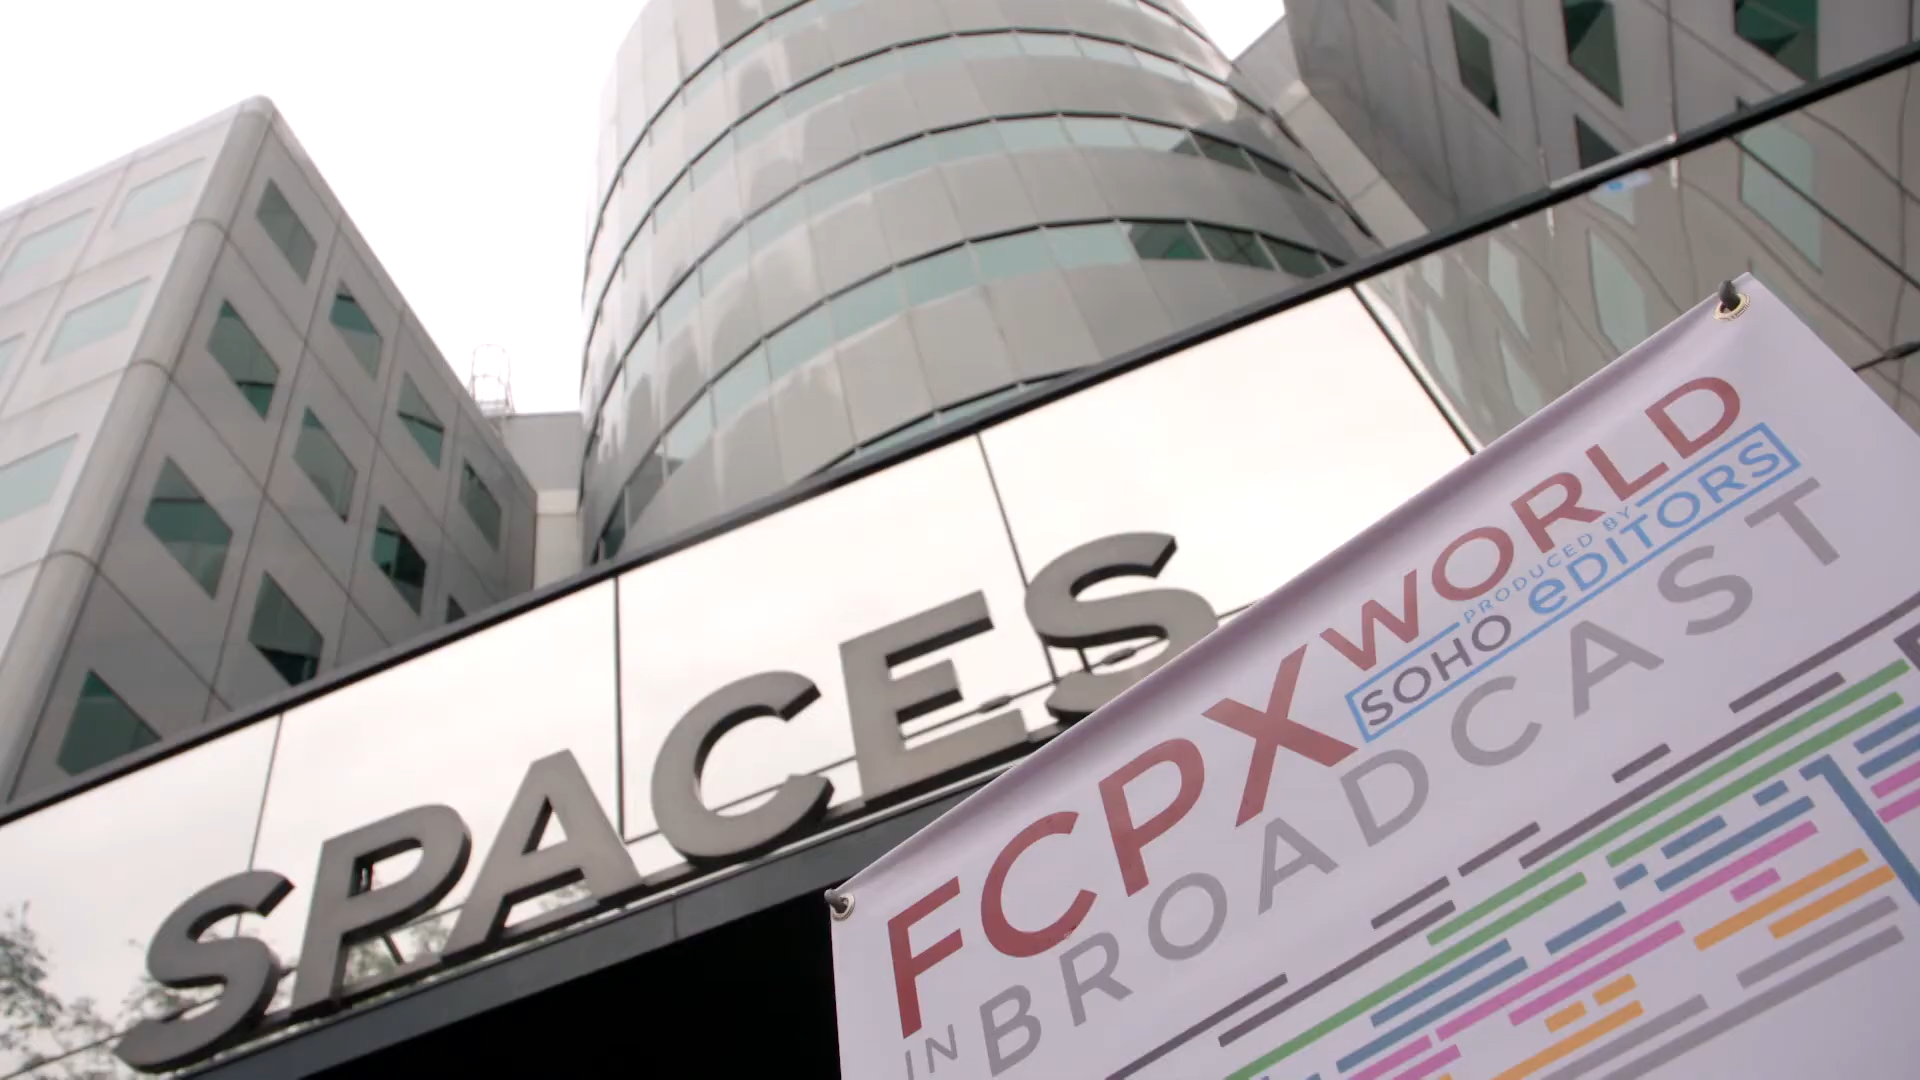 SPACES
FCPX WORLD
PRODUCED BY
SOHO eDITORS
IN BROADCAST